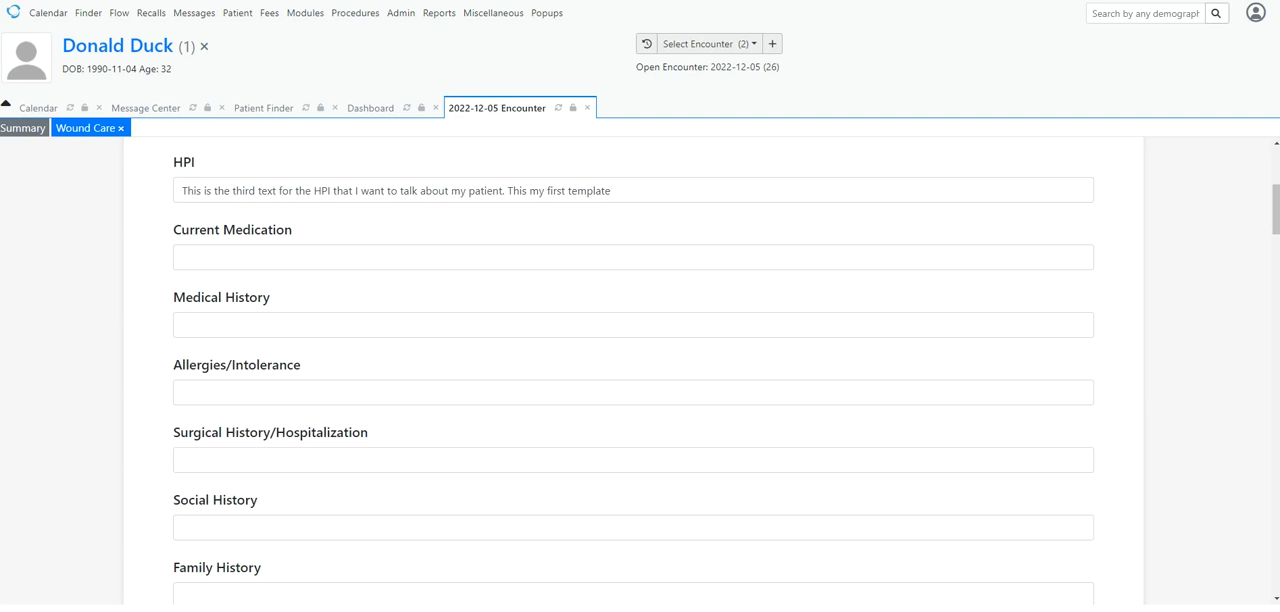 Calendar Finder Flow Recalls Messages Patient Fees Modules Procedures Admin Reports Miscellaneous Popups
Search by any demograph
Donald Duck (1) ×
Select Encounter (2)
DOB: 1990-11-04 Age: 32
Open Encounter: 2022-12-05 (26)
Calendar Message Center Patient Finder Dashboard 2022-12-05 Encounter
Summary Wound Care ×
HPI
This is the third text for the HPI that I want to talk about my patient. This my first template
Current Medication
Medical History
Allergies/Intolerance
Surgical History/Hospitalization
Social History
Family History